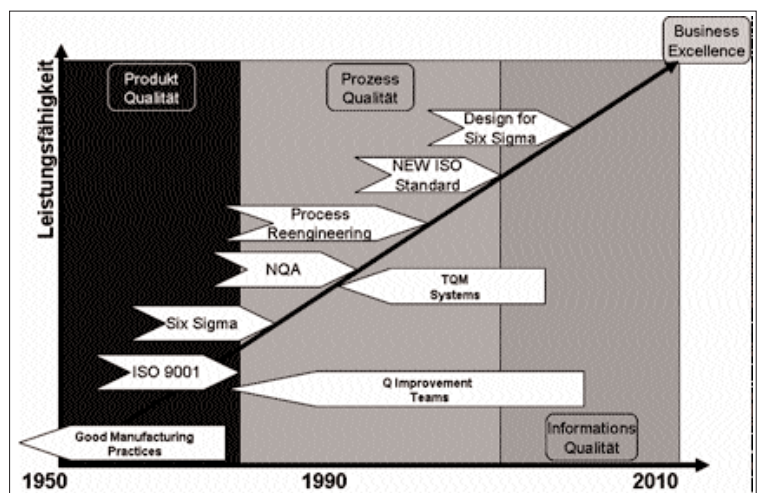 Business
Excellence
Leistungsfähigkeit
Produkt
Qualität
Prozess
Qualität
Design for
Six Sigma
NEW ISO
Standard
Process
Reengineering
NQA
TQM
Systems
Six Sigma
ISO 9001
Q Improvement
Teams
Good Manufacturing
Practices
Informations
Qualität
1950
1990
2010